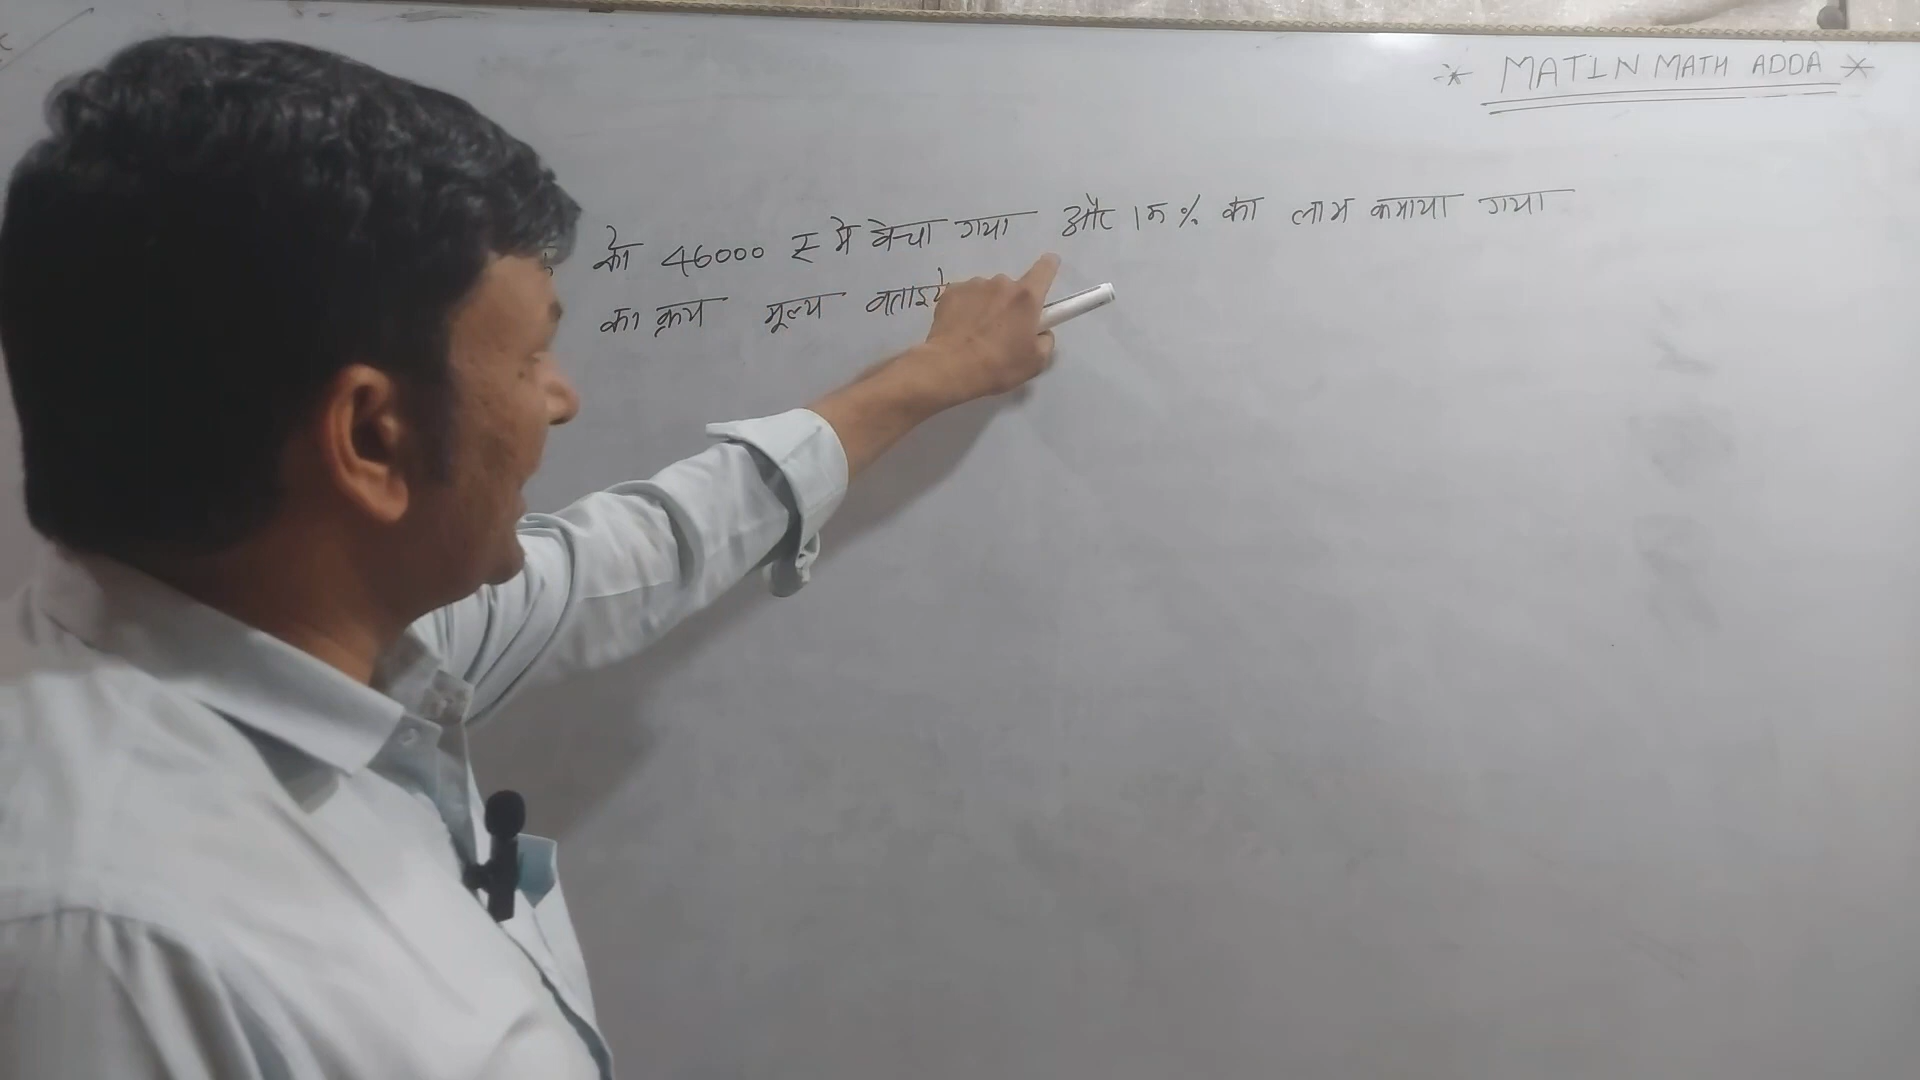 * MATIN MATH ADDA *
को 46000 ₹ में बेचा गया और 15% का लाभ कमाया गया
का क्रय मूल्य बताइये